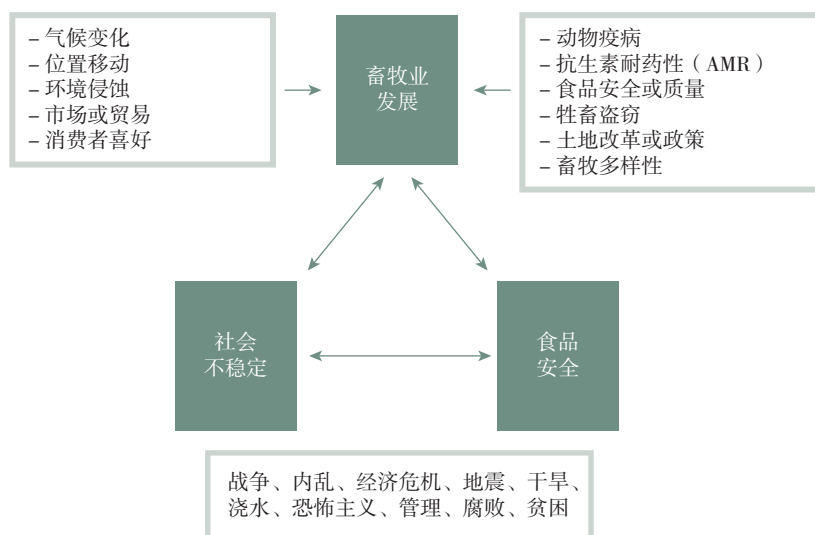 – 气候变化
– 位置移动
– 环境侵蚀
– 市场或贸易
– 消费者喜好
畜牧业
发展
– 动物疫病
– 抗生素耐药性（AMR）
– 食品安全或质量
– 牲畜盗窃
– 土地改革或政策
– 畜牧多样性
社会
不稳定
食品
安全
战争、内乱、经济危机、地震、干旱、
浇水、恐怖主义、管理、腐败、贫困